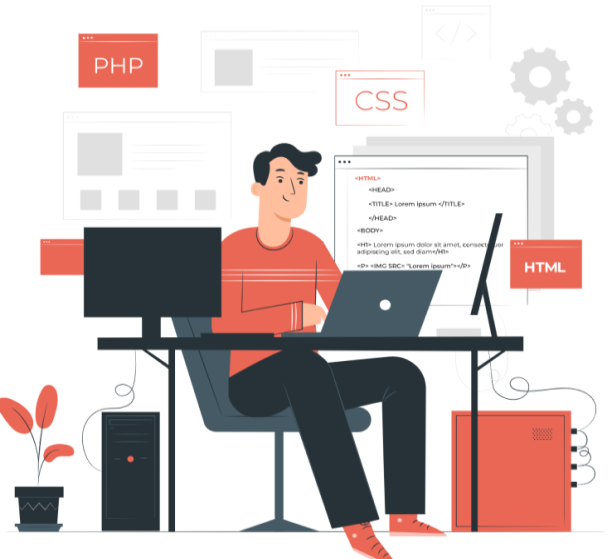 PHP
</>
CSS
<HTML>
<HEAD>
<TITLE> Lorem ipsum </TITLE>
</HEAD>
<BODY>
<H1> Lorem ipsum dolor sit amet, consectetuer
adipiscing elit, sed diam</H1>
<P> <IMG SRC> "Lorem ipsum"></P>
HTML